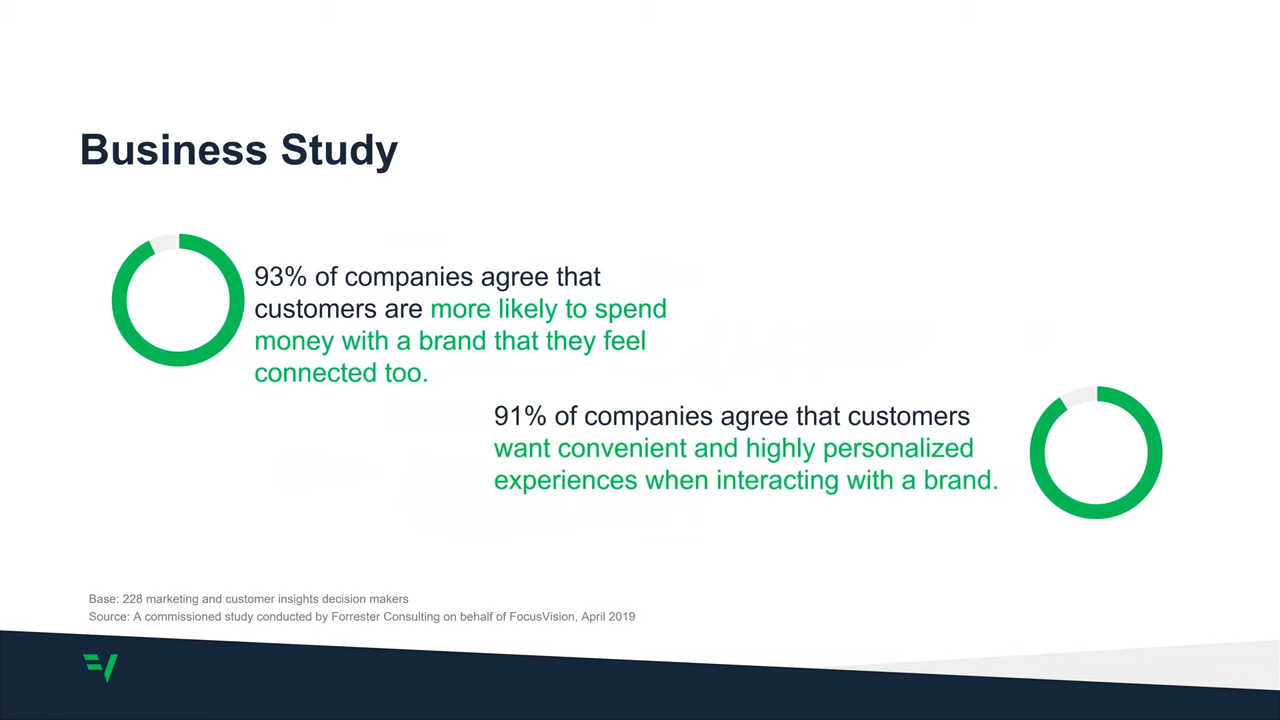 Business Study
93% of companies agree that
customers are more likely to spend
money with a brand that they feel
connected too.
91% of companies agree that customers
want convenient and highly personalized
experiences when interacting with a brand.
Base: 228 marketing and customer insights decision makers
Source: A commissioned study conducted by Forrester Consulting on behalf of FocusVision, April 2019